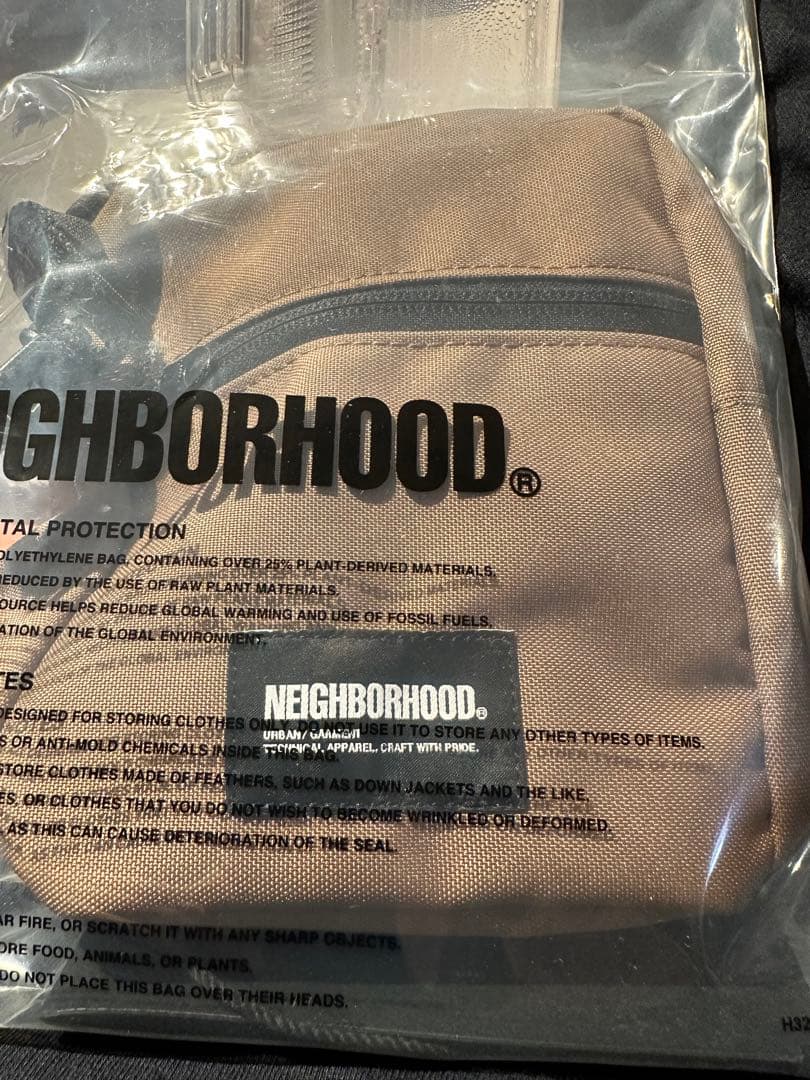 GHBORHOOD®
TAL PROTECTION
OLYETHYLENE BAG, CONTAINING OVER 25% PLANT-DERIVED MATERIALS.
REDUCED BY THE USE OF RAW PLANT MATERIALS.
OURCE HELPS REDUCE GLOBAL WARMING AND USE OF FOSSIL FUELS.
ATION OF THE GLOBAL ENVIRONMENT.
TES
DESIGNED FOR STORING CLOTHES ONLY. DO NOT USE IT TO STORE ANY OTHER TYPES OF ITEMS.
S OR ANTI-MOLD CHEMICALS INSIDE THIS BAG.
STORE CLOTHES MADE OF FEATHERS, SUCH AS DOWN JACKETS AND THE LIKE,
ES, OR CLOTHES THAT YOU DO NOT WISH TO BECOME WRINKLED OR DEFORMED.
, AS THIS CAN CAUSE DETERIORATION OF THE SEAL.
NEIGHBORHOOD®
URBAN/ GARMENT
TECHNICAL APPAREL. CRAFT WITH PRIDE.
AR FIRE, OR SCRATCH IT WITH ANY SHARP OBJECTS.
ORE FOOD, ANIMALS, OR PLANTS.
DO NOT PLACE THIS BAG OVER THEIR HEADS.
H32